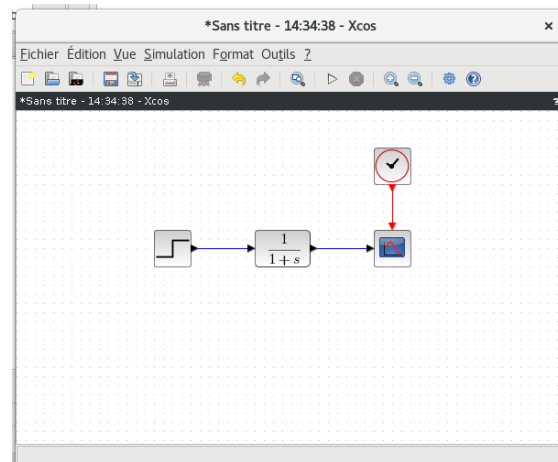 *Sans titre - 14:34:38 - Xcos
Fichier Édition Vue Simulation Format Outils ?
*Sans titre - 14:34:38 - Xcos ?
1
1 + s